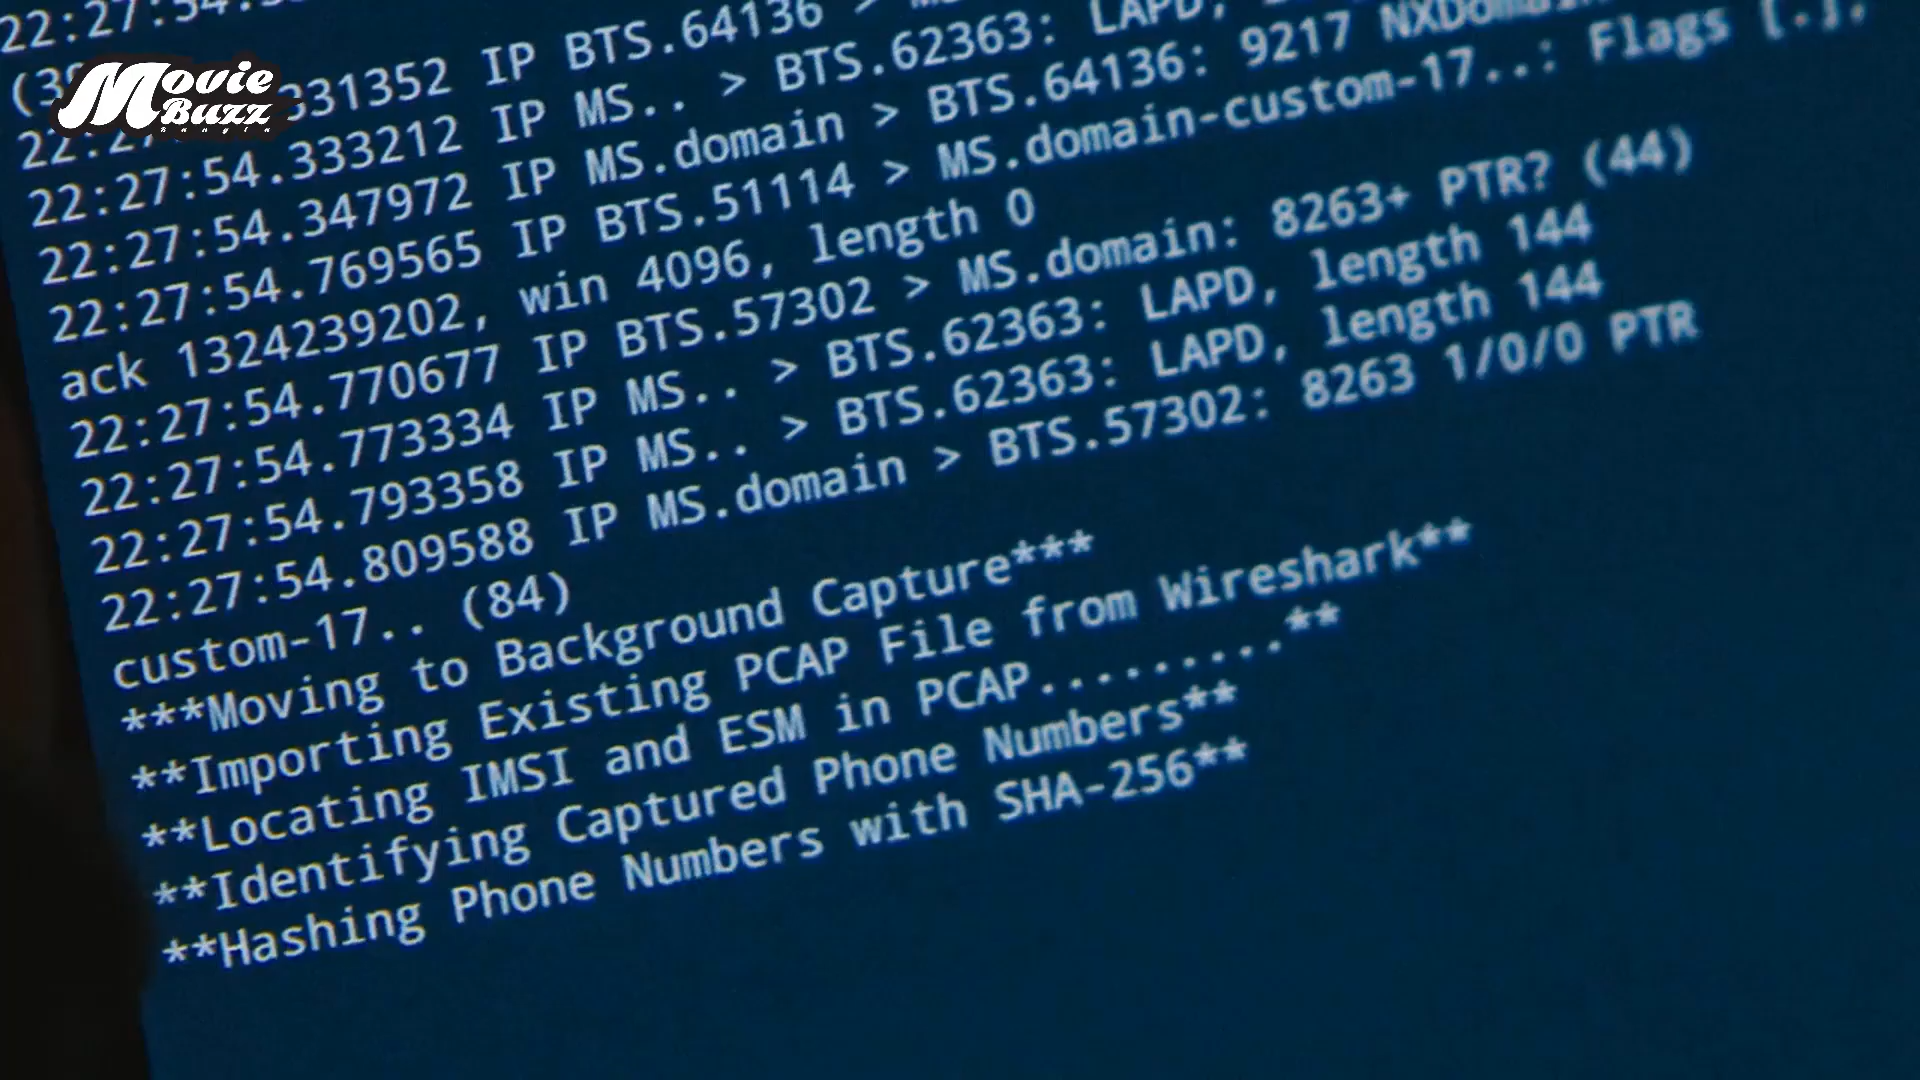 Movie
Buzz
Bangla
22:27:54.3
331352 IP BTS.64136 >
22:27:54.333212 IP MS.. > BTS.62363: LAPD,
22:27:54.347972 IP MS.domain > BTS.64136: 9217 NXDomain
22:27:54.769565 IP BTS.51114 > MS.domain-custom-17..: Flags [.],
ack 1324239202, win 4096, length 0
22:27:54.770677 IP BTS.57302 > MS.domain: 8263+ PTR? (44)
22:27:54.773334 IP MS.. > BTS.62363: LAPD, length 144
22:27:54.793358 IP MS.. > BTS.62363: LAPD, length 144
22:27:54.809588 IP MS.domain > BTS.57302: 8263 1/0/0 PTR
custom-17.. (84)
***Moving to Background Capture***
**Importing Existing PCAP File from Wireshark**
**Locating IMSI and ESM in PCAP.........**
**Identifying Captured Phone Numbers**
**Hashing Phone Numbers with SHA-256**